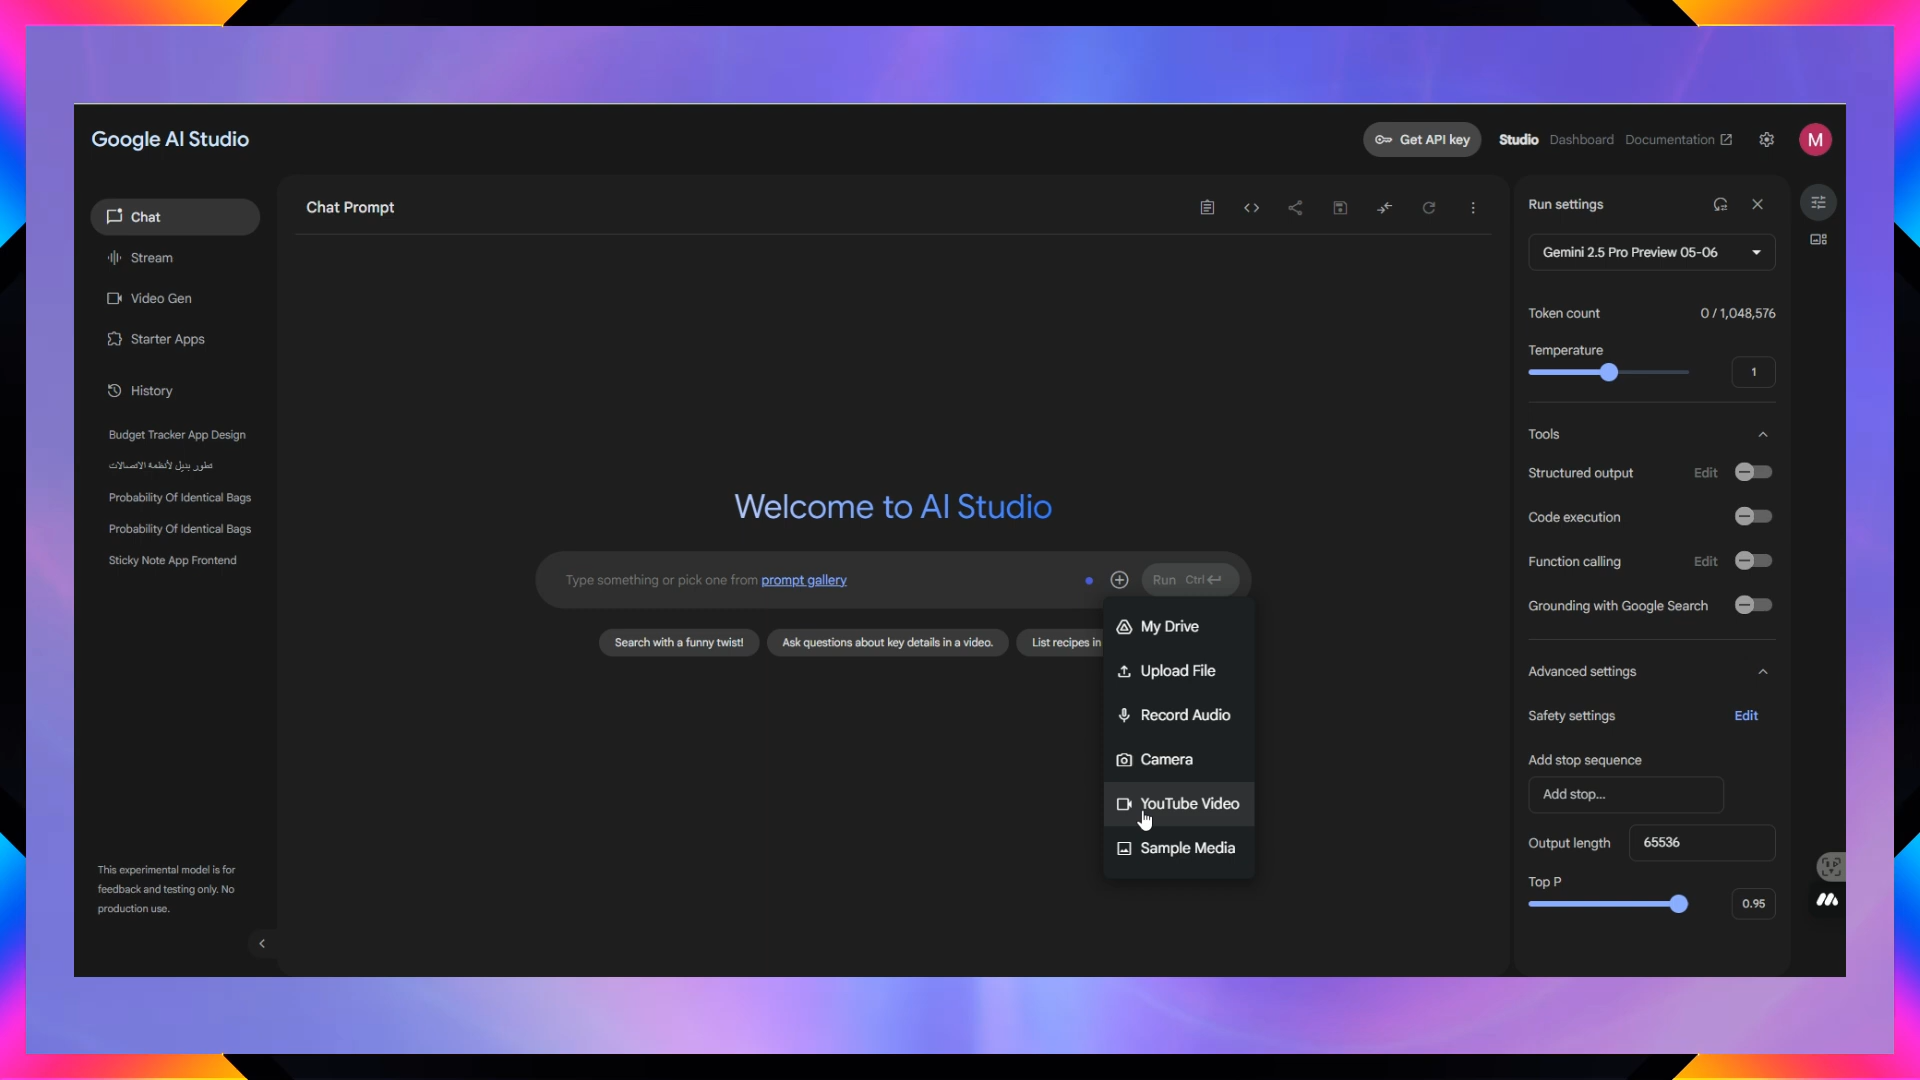 Google AI Studio
Get API key
Studio
Dashboard
Documentation
M
Chat
Stream
Video Gen
Starter Apps
History
Budget Tracker App Design
تطوير بديل لأنظمة الاتصالات
Probability Of Identical Bags
Probability Of Identical Bags
Sticky Note App Frontend
This experimental model is for
feedback and testing only. No
production use.
Chat Prompt
Welcome to AI Studio
Type something or pick one from prompt gallery
Run Ctrl
Search with a funny twist!
Ask questions about key details in a video.
List recipes in
My Drive
Upload File
Record Audio
Camera
YouTube Video
Sample Media
Run settings
Gemini 2.5 Pro Preview 05-06
Token count 0 / 1,048,576
Temperature
1
Tools
Structured output Edit
Code execution
Function calling Edit
Grounding with Google Search
Advanced settings
Safety settings Edit
Add stop sequence
Add stop...
Output length 65536
Top P
0.95